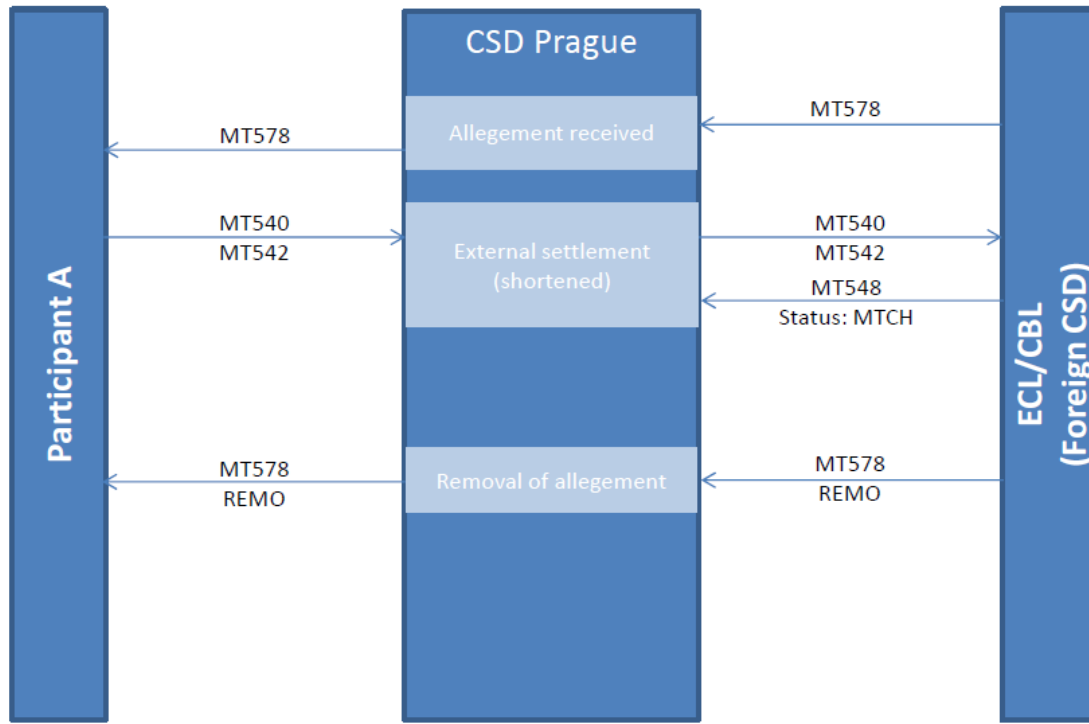 CSD Prague
Participant A
ECL/CBL
(Foreign CSD)
MT578
Allegement received
MT578
MT540
MT542
External settlement
(shortened)
MT540
MT542
MT548
Status: MTCH
MT578
REMO
Removal of allegement
MT578
REMO